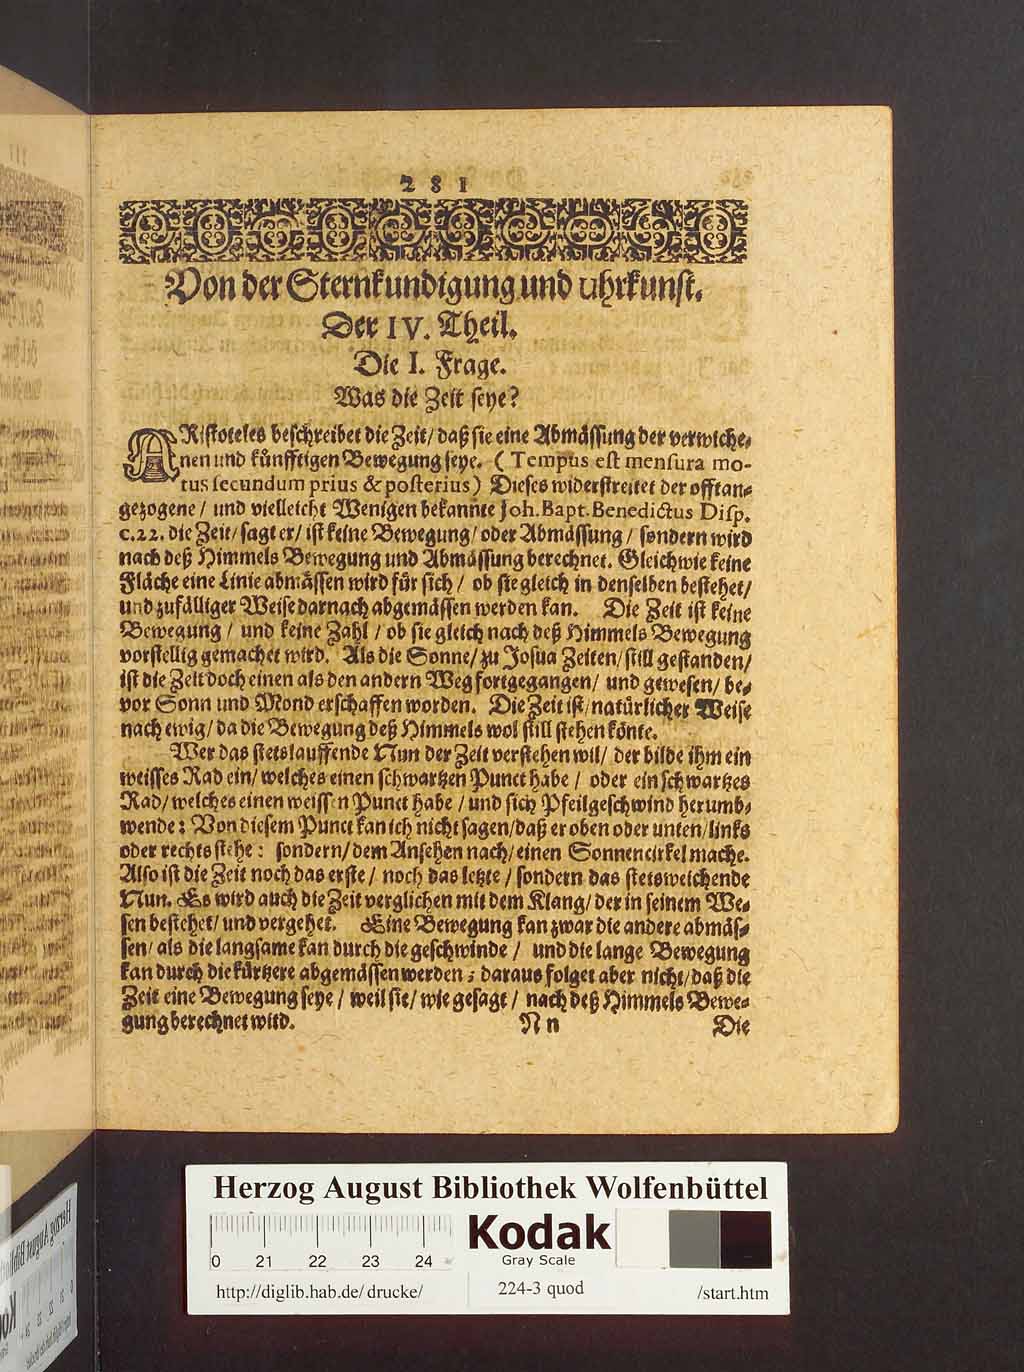 281
Von der Sternkundigung und uhrkunst.
Der IV. Theil.
Die I. Frage.
Was die Zeit seye?
ARistoteles beschreibet die Zeit/ daß sie eine Abmässung der verwiche-
nen und künfftigen Bewegung seye. (Tempus est mensura mo-
tus secundum prius & posterius) Dieses widerstreitet der offtan-
gezogene/ und vielleicht Wenigen bekannte Joh. Bapt. Benedictus Disp.
c.22. die Zeit/ sagt er/ ist keine Bewegung/ oder Abmässung/ sondern wird
nach deß Himmels Bewegung und Abmässung berechnet. Gleichwie keine
Fläche eine Linie abmässen wird für sich/ ob sie gleich in denselben bestehet/
und zufälliger Weise darnach abgemässen werden kan. Die Zeit ist keine
Bewegung/ und keine Zahl/ ob sie gleich nach deß Himmels Bewegung
vorstellig gemachet wird. Als die Sonne/ zu Josua Zeiten/ still gestanden/
ist die Zeit doch einen als den andern Weg fortgegangen/ und gewesen/ be-
vor Sonn und Mond erschaffen worden. Die Zeit ist/ natürlicher Weise
nach ewig/ da die Bewegung deß Himmels wol still stehen könte.
Wer das stetslauffende Nun der Zeit verstehen wil/ der bilde ihm ein
weisses Rad ein/ welches einen schwartzen Punct habe/ oder ein schwartzes
Rad/ welches einen weissen Punct habe/ und sich Pfeilgeschwind herumb-
wende: Von diesem Punct kan ich nicht sagen/ daß er oben oder unten/ links
oder rechts stehe: sondern/ dem Ansehen nach/ einen Sonnencirkel mache.
Also ist die Zeit noch das erste/ noch das letzte/ sondern das stetsweichende
Nun. Es wird auch die Zeit verglichen mit dem Klang/ der in seinem We-
sen bestehet/ und vergehet. Eine Bewegung kan zwar die andere abmäs-
sen/ als die langsame kan durch die geschwinde/ und die lange Bewegung
kan durch die kürtzere abgemässen werden; daraus folget aber nicht/ daß die
Zeit eine Bewegung seye/ weil sie/ wie gesagt/ nach deß Himmels Bewe-
gung berechnet wird. Nn Die
Herzog August Bibliothek Wolfenbüttel
0 21 22 23 24
Kodak
Gray Scale
http://diglib.hab.de/drucke/ 224-3 quod /start.htm